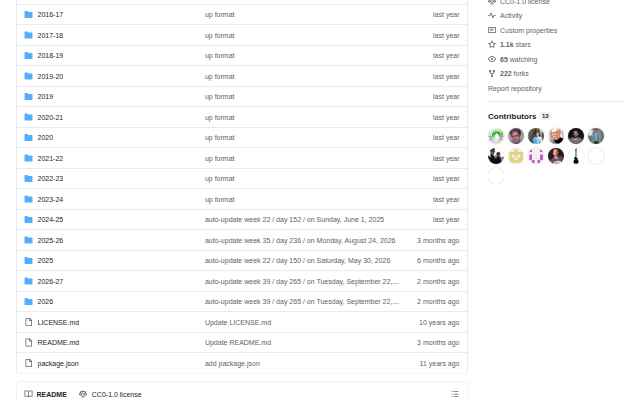 CC0-1.0 license
2016-17 up format last year
Activity
2017-18 up format last year
Custom properties
1.1k stars
2018-19 up format last year
65 watching
2019-20 up format last year
222 forks
Report repository
2019 up format last year
2020-21 up format last year
Contributors 13
2020 up format last year
2021-22 up format last year
2022-23 up format last year
2023-24 up format last year
2024-25 auto-update week 22 / day 152 / on Sunday, June 1, 2025 last year
2025-26 auto-update week 35 / day 236 / on Monday, August 24, 2026 3 months ago
2025 auto-update week 22 / day 150 / on Saturday, May 30, 2026 6 months ago
2026-27 auto-update week 39 / day 265 / on Tuesday, September 22,... 2 months ago
2026 auto-update week 39 / day 265 / on Tuesday, September 22,... 2 months ago
LICENSE.md Update LICENSE.md 10 years ago
README.md Update README.md 3 months ago
package.json add package.json 11 years ago
README CC0-1.0 license